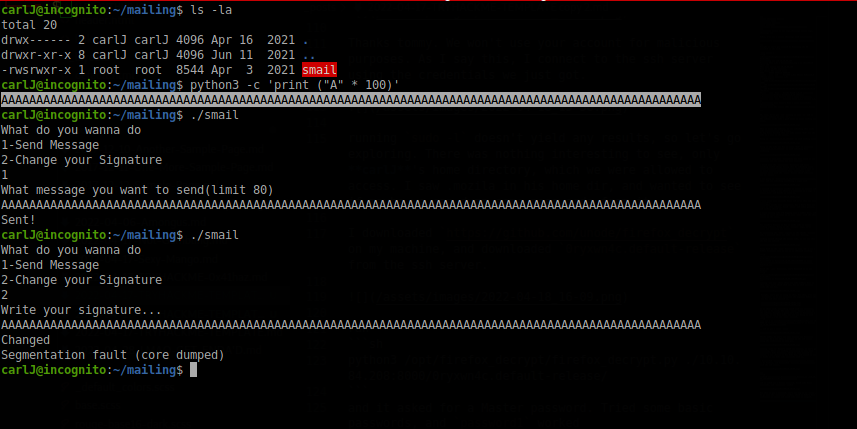 carlJ@incognito:~/mailing$ ls -la
total 20
drwx------ 2 carlJ carlJ 4096 Apr 16  2021 .
drwxr-xr-x 8 carlJ carlJ 4096 Jun 11  2021 ..
-rwsrwxr-x 1 root  root  8544 Apr  3  2021 smail
carlJ@incognito:~/mailing$ python3 -c 'print ("A" * 100)'
AAAAAAAAAAAAAAAAAAAAAAAAAAAAAAAAAAAAAAAAAAAAAAAAAAAAAAAAAAAAAAAAAAAAAAAAAAAAAAAAAAAAAAAAAAAAAAAAAAAA
carlJ@incognito:~/mailing$ ./smail
What do you wanna do
1-Send Message
2-Change your Signature
1
What message you want to send(limit 80)
AAAAAAAAAAAAAAAAAAAAAAAAAAAAAAAAAAAAAAAAAAAAAAAAAAAAAAAAAAAAAAAAAAAAAAAAAAAAAAAAAAAAAAAAAAAAAAAAAAAA
Sent!
carlJ@incognito:~/mailing$ ./smail
What do you wanna do
1-Send Message
2-Change your Signature
2
Write your signature...
AAAAAAAAAAAAAAAAAAAAAAAAAAAAAAAAAAAAAAAAAAAAAAAAAAAAAAAAAAAAAAAAAAAAAAAAAAAAAAAAAAAAAAAAAAAAAAAAAAAA
Changed
Segmentation fault (core dumped)
carlJ@incognito:~/mailing$